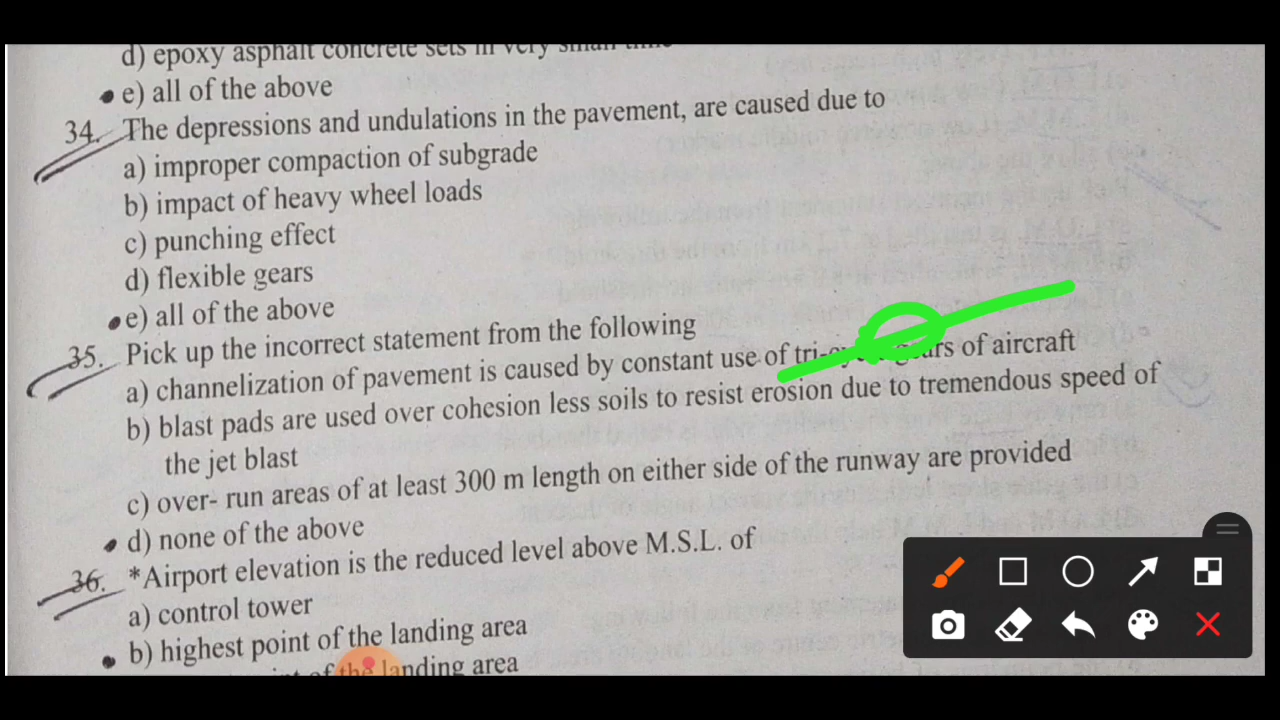 d) epoxy asphalt concrete sets in very small time
e) all of the above
34. The depressions and undulations in the pavement, are caused due to
a) improper compaction of subgrade
b) impact of heavy wheel loads
c) punching effect
d) flexible gears
e) all of the above
35. Pick up the incorrect statement from the following
a) channelization of pavement is caused by constant use of of aircraft
b) blast pads are used over cohesion less soils to resist erosion due to tremendous speed of
the jet blast
c) over- run areas of at least 300 m length on either side of the runway are provided
d) none of the above
36. *Airport elevation is the reduced level above M.S.L. of
a) control tower
b) highest point of the landing area
of the landing area